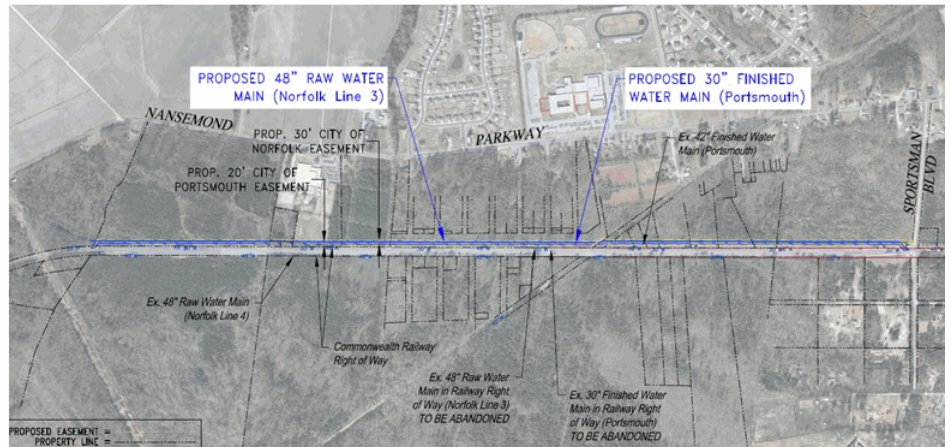 PROPOSED 48" RAW WATER
MAIN (Norfolk Line 3)
PROPOSED 30" FINISHED
WATER MAIN (Portsmouth)
NANSEMOND
PARKWAY
SPORTSMAN
BLVD
PROP. 30' CITY OF
NORFOLK EASEMENT
PROP. 20' CITY OF
PORTSMOUTH EASEMENT
Ex. 42" Finished Water
Main (Portsmouth)
Ex. 48" Raw Water Main
(Norfolk Line 4)
Commonwealth Railway
Right of Way
Ex. 48" Raw Water
Main in Railway Right
of Way (Norfolk Line 3)
TO BE ABANDONED
Ex. 30" Finished Water
Main in Railway Right
of Way (Portsmouth)
TO BE ABANDONED
PROPOSED EASEMENT =
PROPERTY LINE =